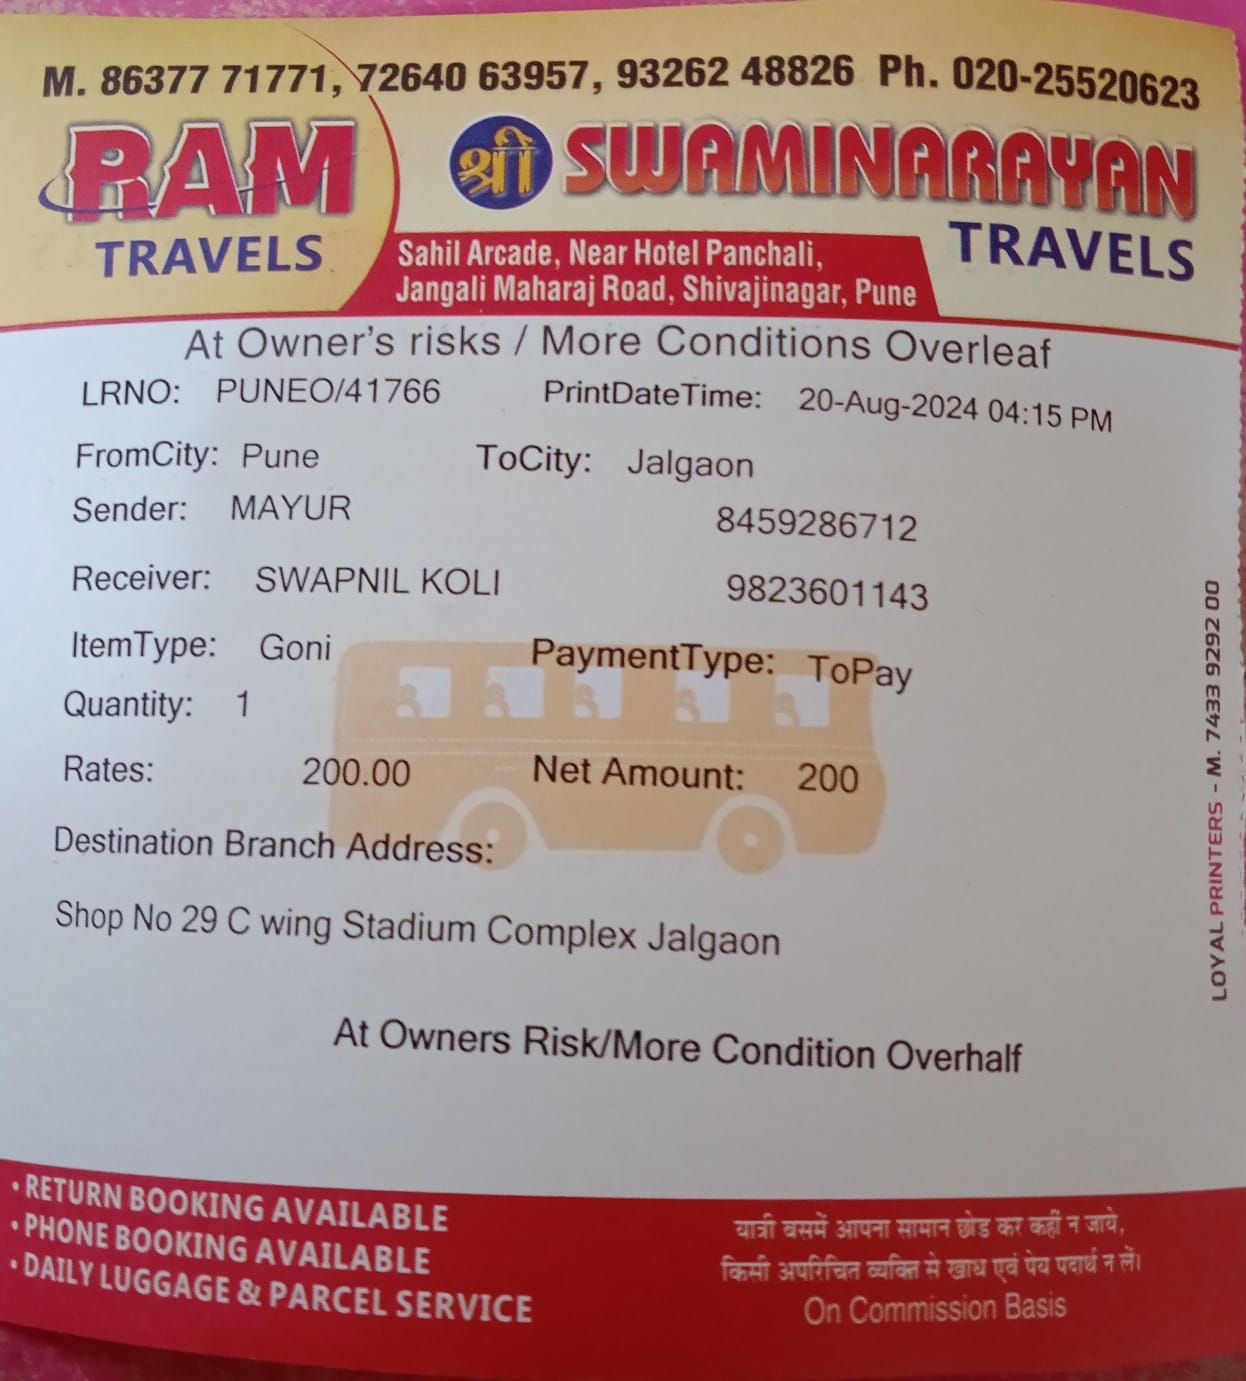 M. 86377 71771, 72640 63957, 93262 48826 Ph. 020-25520623
RAM
TRAVELS
श्री SWAMINARAYAN
TRAVELS
Sahil Arcade, Near Hotel Panchali,
Jangali Maharaj Road, Shivajinagar, Pune
At Owner's risks / More Conditions Overleaf
LRNO: PUNEO/41766 PrintDateTime: 20-Aug-2024 04:15 PM
FromCity: Pune ToCity: Jalgaon
Sender: MAYUR 8459286712
Receiver: SWAPNIL KOLI 9823601143
ItemType: Goni PaymentType: ToPay
Quantity: 1
Rates: 200.00 Net Amount: 200
Destination Branch Address:
Shop No 29 C wing Stadium Complex Jalgaon
At Owners Risk/More Condition Overhalf
LOYAL PRINTERS - M. 7433 9292 00
• RETURN BOOKING AVAILABLE
• PHONE BOOKING AVAILABLE
• DAILY LUGGAGE & PARCEL SERVICE
यात्री बसमें आपना सामान छोड कर कहीं न जाये,
किसी अपरिचित व्यक्ति से खाध एवं पेय पदार्थ न लें।
On Commission Basis